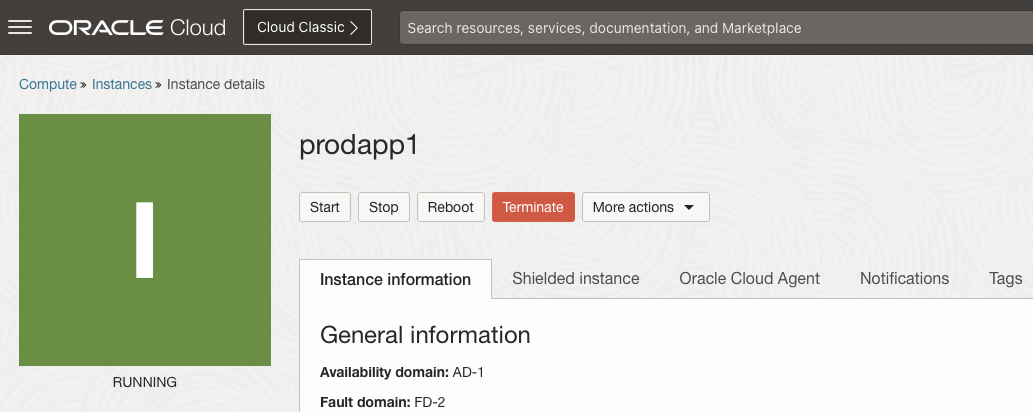 ORACLE Cloud
Cloud Classic >
Search resources, services, documentation, and Marketplace
Compute » Instances » Instance details
I
RUNNING
prodapp1
Start Stop Reboot Terminate More actions
Instance information Shielded instance Oracle Cloud Agent Notifications Tags
General information
Availability domain: AD-1
Fault domain: FD-2